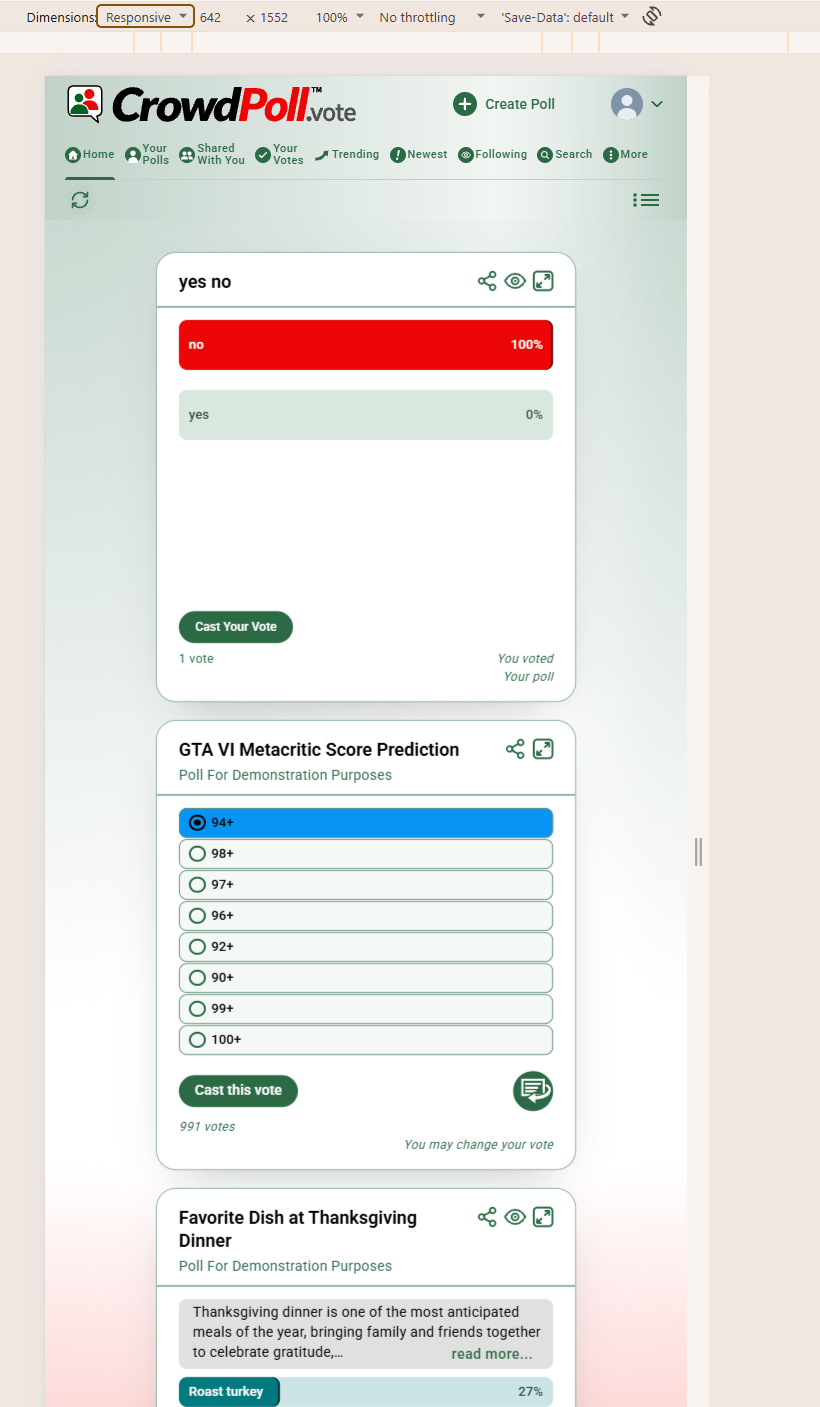 Dimensions: Responsive 642 × 1552 100% No throttling 'Save-Data': default
CrowdPoll.vote™
Create Poll
Home
Your
Polls
Shared
With You
Your
Votes
Trending
Newest
Following
Search
More
yes no
no 100%
yes 0%
Cast Your Vote
1 vote
You voted
Your poll
GTA VI Metacritic Score Prediction
Poll For Demonstration Purposes
94+
98+
97+
96+
92+
90+
99+
100+
Cast this vote
991 votes
You may change your vote
Favorite Dish at Thanksgiving
Dinner
Poll For Demonstration Purposes
Thanksgiving dinner is one of the most anticipated
meals of the year, bringing family and friends together
to celebrate gratitude,... read more...
Roast turkey 27%